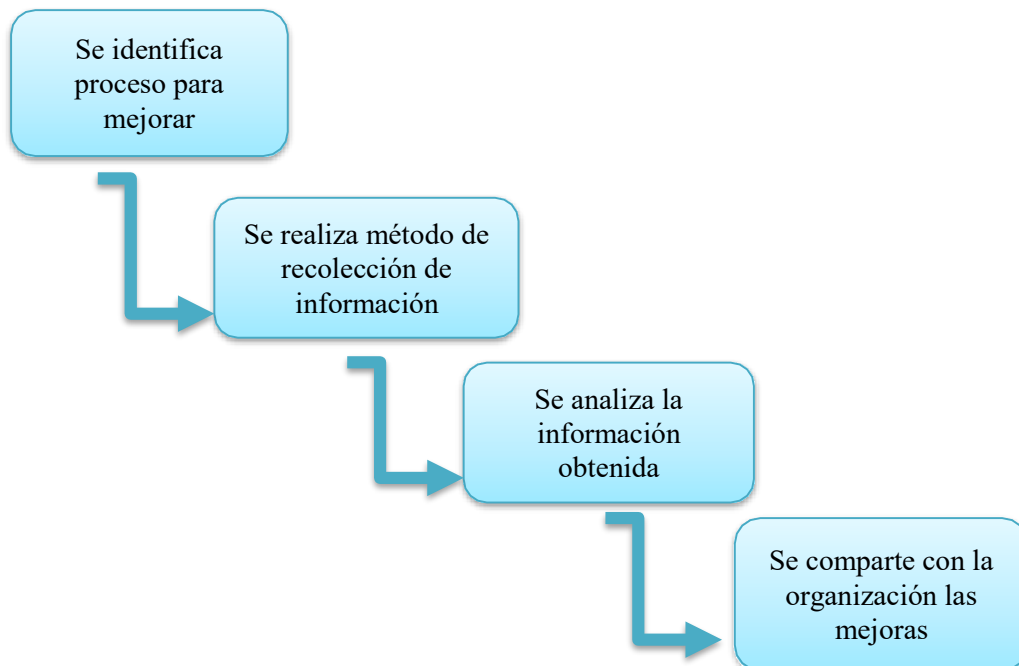 Se identifica
proceso para
mejorar
Se realiza método de
recolección de
información
Se analiza la
información
obtenida
Se comparte con la
organización las
mejoras